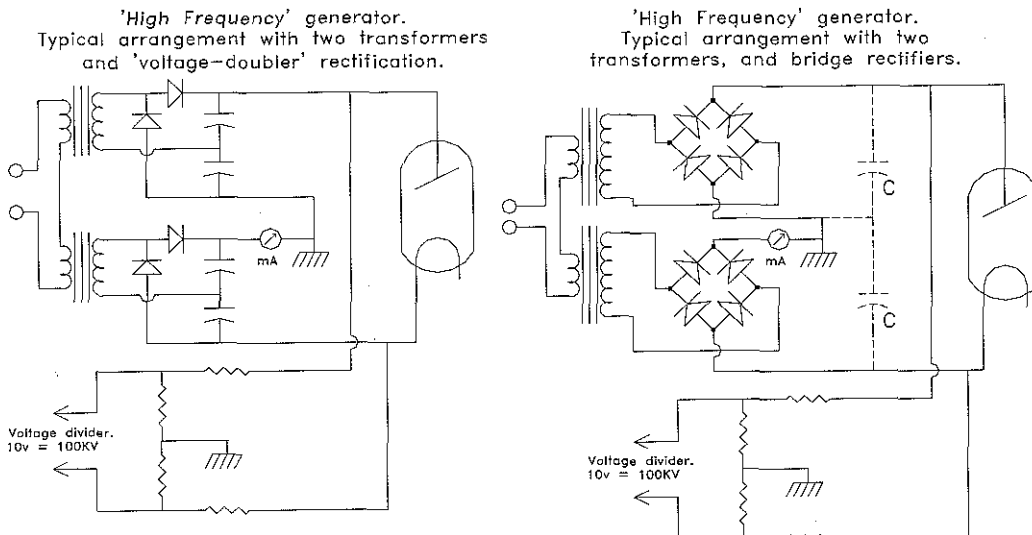 'High Frequency' generator.
Typical arrangement with two transformers
and 'voltage-doubler' rectification.
mA
Voltage divider.
10v = 100KV
'High Frequency' generator.
Typical arrangement with two
transformers, and bridge rectifiers.
C
mA
C
Voltage divider.
10v = 100KV